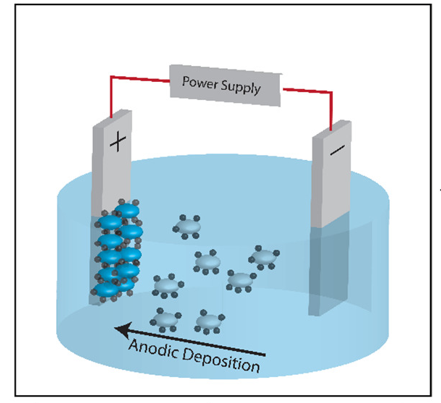 Power Supply
+
−
Anodic Deposition